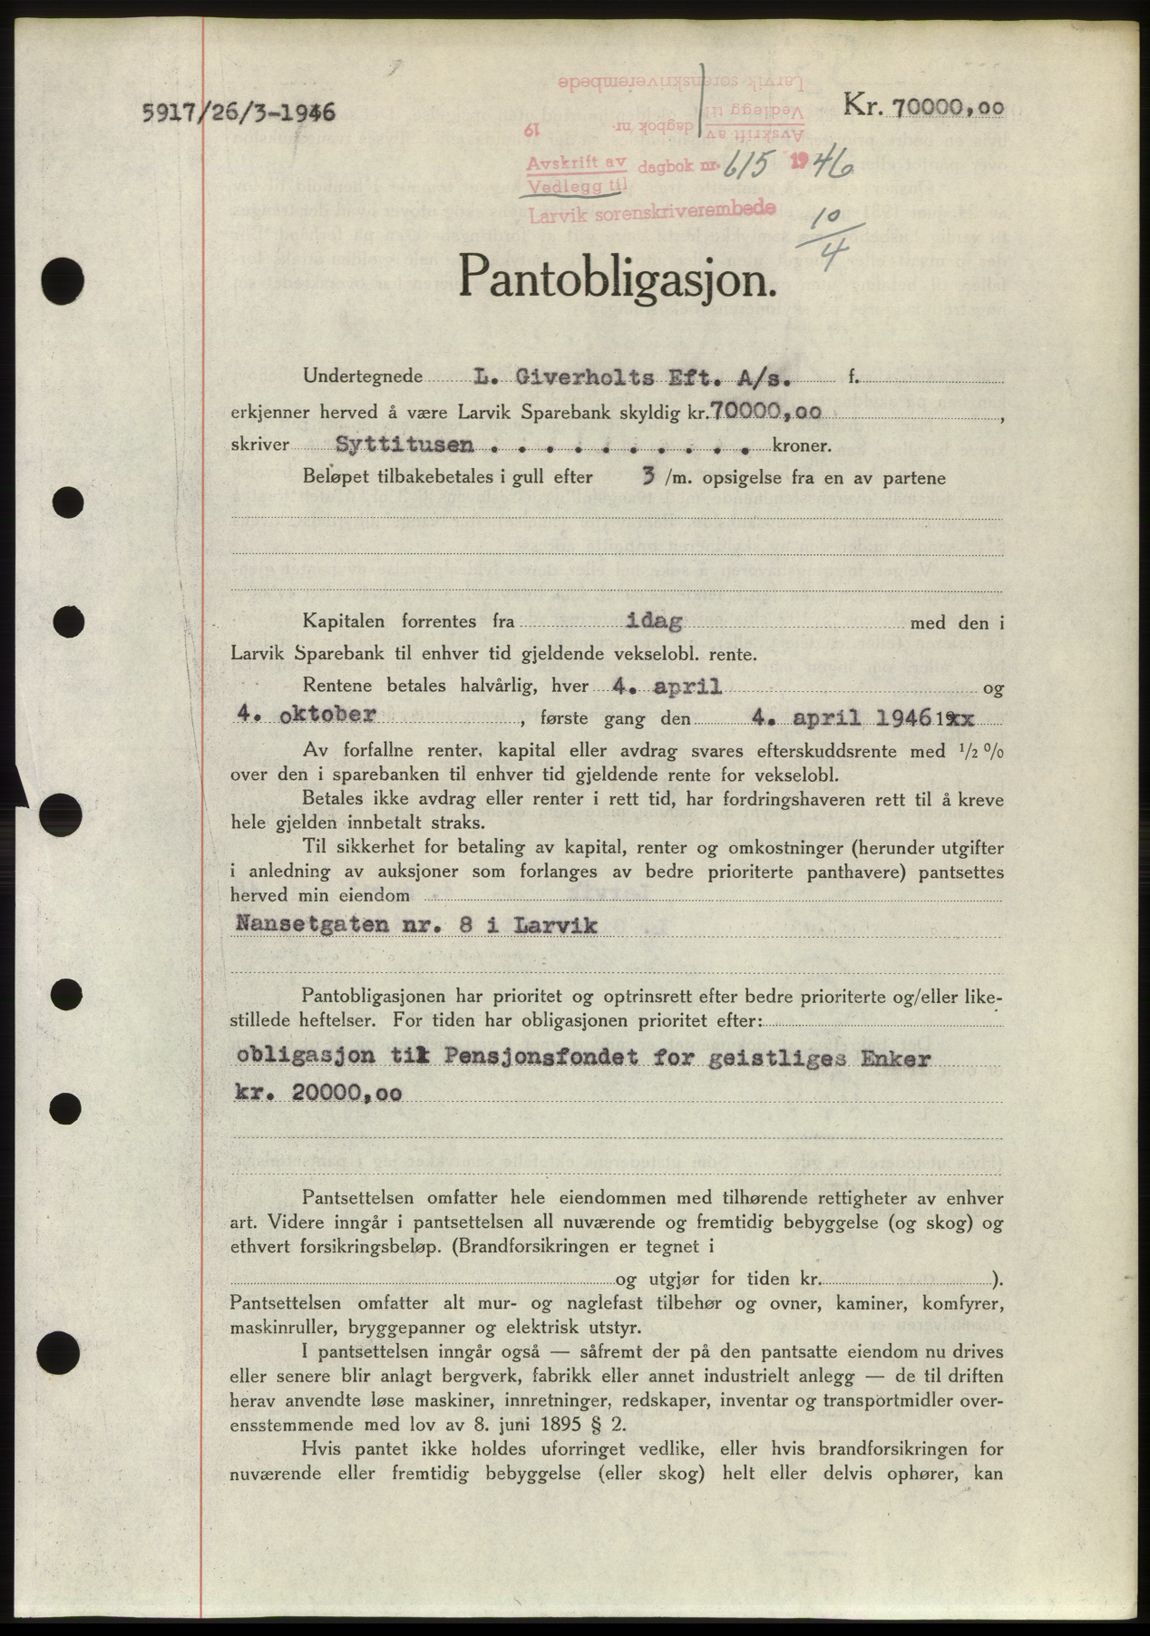 Larvik sorenskriverembede
Vedlegg til
Avskrift av dagbok nr. 19
5917/26/3-1946
Kr. 70000,oo
Avskrift av dagbok nr. 615 1946
Vedlegg til
Larvik sorenskriverembede
10/4
Pantobligasjon.
Undertegnede L. Giverholts Eft. A/s. f.
erkjenner herved å være Larvik Sparebank skyldig kr. 70000,oo ,
skriver Syttitusen . . . . . . . . . . kroner.
Beløpet tilbakebetales i gull efter 3 /m. opsigelse fra en av partene
Kapitalen forrentes fra idag med den i
Larvik Sparebank til enhver tid gjeldende vekselobl. rente.
Rentene betales halvårlig, hver 4. april og
4. oktober , første gang den 4. april 1946 19xx
Av forfallne renter, kapital eller avdrag svares efterskuddsrente med 1/2 %
over den i sparebanken til enhver tid gjeldende rente for vekselobl.
Betales ikke avdrag eller renter i rett tid, har fordringshaveren rett til å kreve
hele gjelden innbetalt straks.
Til sikkerhet for betaling av kapital, renter og omkostninger (herunder utgifter
i anledning av auksjoner som forlanges av bedre prioriterte panthavere) pantsettes
herved min eiendom
Nansetgaten nr. 8 i Larvik
Pantobligasjonen har prioritet og optrinsrett efter bedre prioriterte og/eller like-
stillede heftelser. For tiden har obligasjonen prioritet efter:
obligasjon til Pensjonsfondet for geistliges Enker
kr. 20000,oo
Pantsettelsen omfatter hele eiendommen med tilhørende rettigheter av enhver
art. Videre inngår i pantsettelsen all nuværende og fremtidig bebyggelse (og skog) og
ethvert forsikringsbeløp. (Brandforsikringen er tegnet i
og utgjør for tiden kr. ).
Pantsettelsen omfatter alt mur- og naglefast tilbehør og ovner, kaminer, komfyrer,
maskinruller, bryggepanner og elektrisk utstyr.
I pantsettelsen inngår også — såfremt der på den pantsatte eiendom nu drives
eller senere blir anlagt bergverk, fabrikk eller annet industrielt anlegg — de til driften
herav anvendte løse maskiner, innretninger, redskaper, inventar og transportmidler over-
ensstemmende med lov av 8. juni 1895 § 2.
Hvis pantet ikke holdes uforringet vedlike, eller hvis brandforsikringen for
nuværende eller fremtidig bebyggelse (eller skog) helt eller delvis ophører, kan